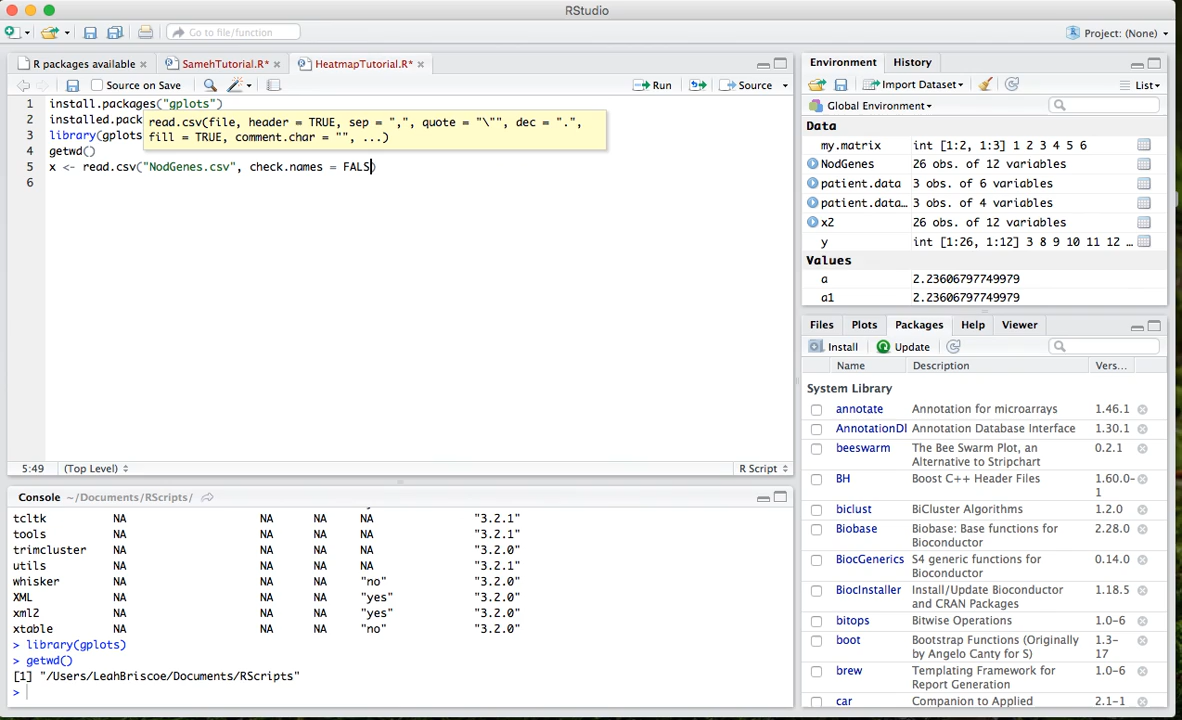 RStudio
Go to file/function
Project: (None)
R packages available
SamehTutorial.R*
HeatmapTutorial.R*
Source on Save
Run
Source
1 install.packages("gplots")
2 installed.pack
3 library(gplots
4 getwd()
5 x <- read.csv("NodGenes.csv", check.names = FALS)
6
read.csv(file, header = TRUE, sep = ",", quote = "\"", dec = ".",
fill = TRUE, comment.char = "", ...)
5:49 (Top Level) R Script
Console ~/Documents/RScripts/
tcltk NA NA NA NA "3.2.1"
tools NA NA NA NA "3.2.1"
trimcluster NA NA NA NA "3.2.0"
utils NA NA NA NA "3.2.1"
whisker NA NA NA "no" "3.2.0"
XML NA NA NA "yes" "3.2.0"
xml2 NA NA NA "yes" "3.2.0"
xtable NA NA NA "no" "3.2.0"
> library(gplots)
> getwd()
[1] "/Users/LeahBriscoe/Documents/RScripts"
>
Environment History
Import Dataset List
Global Environment
Data
my.matrix int [1:2, 1:3] 1 2 3 4 5 6
NodGenes 26 obs. of 12 variables
patient.data 3 obs. of 6 variables
patient.data… 3 obs. of 4 variables
x2 26 obs. of 12 variables
y int [1:26, 1:12] 3 8 9 10 11 12 …
Values
a 2.23606797749979
a1 2.23606797749979
Files Plots Packages Help Viewer
Install Update
Name Description Vers...
System Library
annotate Annotation for microarrays 1.46.1
AnnotationDl Annotation Database Interface 1.30.1
beeswarm The Bee Swarm Plot, an 0.2.1
Alternative to Stripchart
BH Boost C++ Header Files 1.60.0-
1
biclust BiCluster Algorithms 1.2.0
Biobase Biobase: Base functions for 2.28.0
Bioconductor
BiocGenerics S4 generic functions for 0.14.0
Bioconductor
BiocInstaller Install/Update Bioconductor 1.18.5
and CRAN Packages
bitops Bitwise Operations 1.0-6
boot Bootstrap Functions (Originally 1.3-
by Angelo Canty for S) 17
brew Templating Framework for 1.0-6
Report Generation
car Companion to Applied 2.1-1